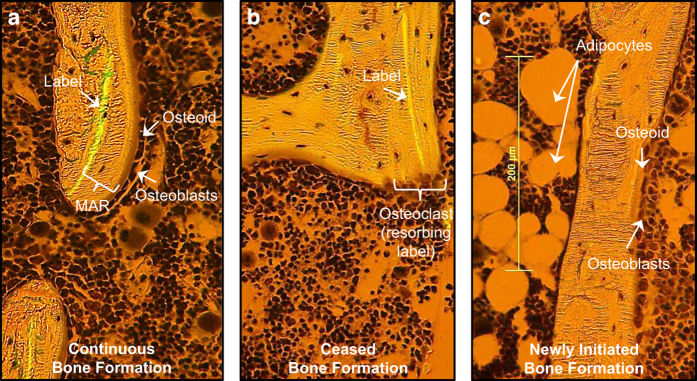 a
Label
Osteoid
Osteoblasts
MAR
Continuous
Bone Formation
b
Label
Osteoclast
(resorbing
label)
Ceased
Bone Formation
c
Adipocytes
200 µm
Osteoid
Osteoblasts
Newly Initiated
Bone Formation